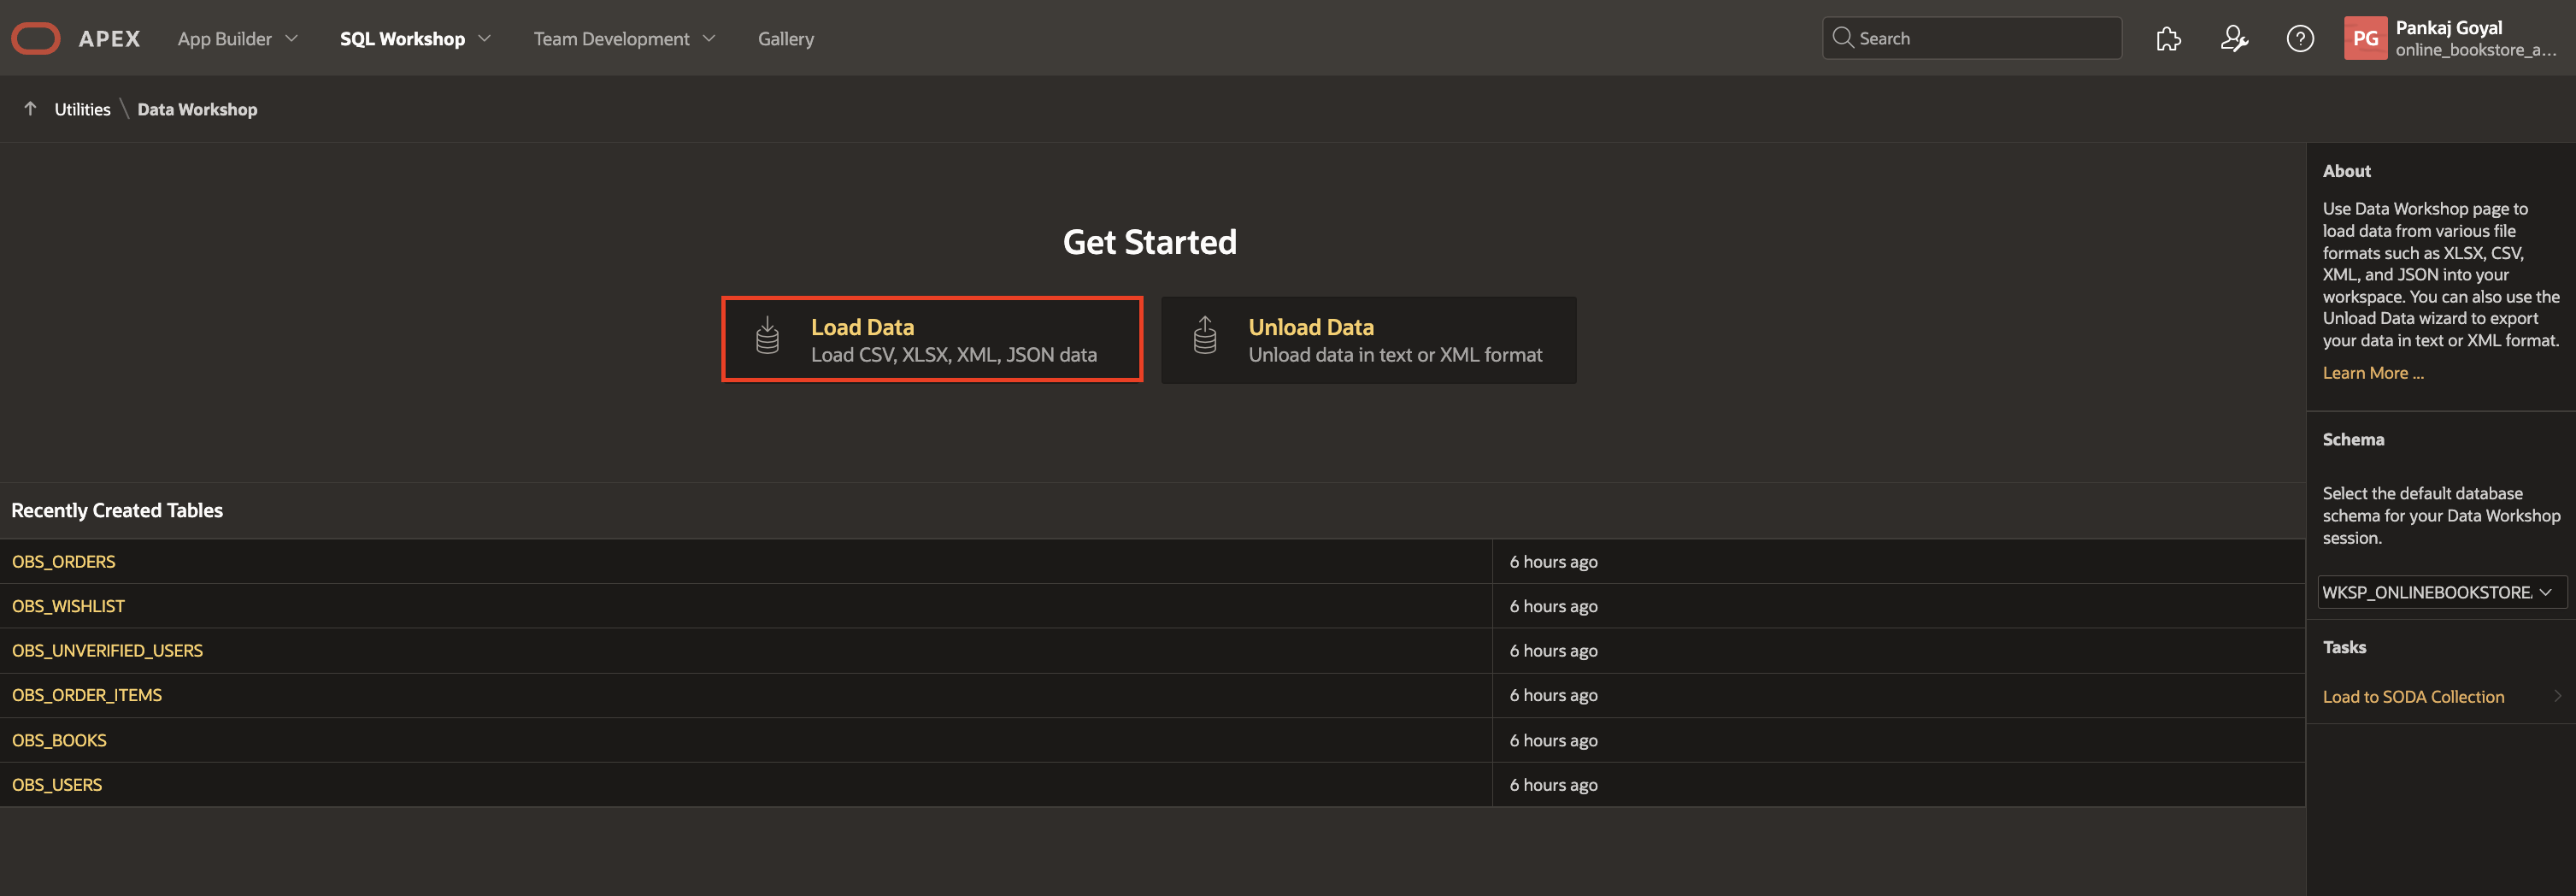 APEX App Builder SQL Workshop Team Development Gallery Search ? PG Pankaj Goyal
online_bookstore_a...
Utilities \ Data Workshop
Get Started
Load Data
Load CSV, XLSX, XML, JSON data
Unload Data
Unload data in text or XML format
Recently Created Tables
OBS_ORDERS 6 hours ago
OBS_WISHLIST 6 hours ago
OBS_UNVERIFIED_USERS 6 hours ago
OBS_ORDER_ITEMS 6 hours ago
OBS_BOOKS 6 hours ago
OBS_USERS 6 hours ago
About
Use Data Workshop page to
load data from various file
formats such as XLSX, CSV,
XML, and JSON into your
workspace. You can also use the
Unload Data wizard to export
your data in text or XML format.
Learn More ...
Schema
Select the default database
schema for your Data Workshop
session.
WKSP_ONLINEBOOKSTORE
Tasks
Load to SODA Collection